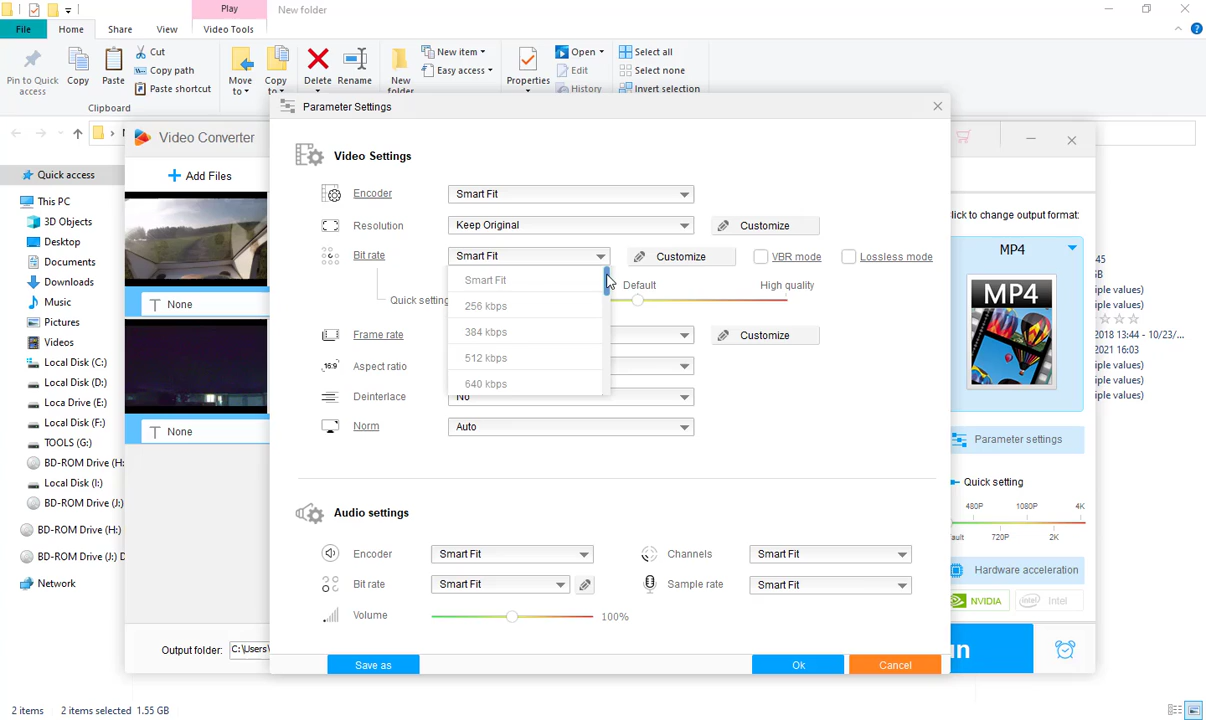 Play
New folder
File
Home
Share
View
Video Tools
Pin to Quick access
Copy
Paste
Cut
Copy path
Paste shortcut
Clipboard
Move to
Copy to
Delete
Rename
New folder
New item
Easy access
Properties
Open
Edit
History
Select all
Select none
Invert selection
Parameter Settings
Video Converter
Add Files
Quick access
This PC
3D Objects
Desktop
Documents
Downloads
Music
Pictures
Videos
Local Disk (C:)
Local Disk (D:)
Loca Drive (E:)
Local Disk (F:)
TOOLS (G:)
BD-ROM Drive (H:
Local Disk (I:)
BD-ROM Drive (J:)
BD-ROM Drive (H:)
BD-ROM Drive (J:) D
Network
None
None
Output folder:
C:\Users\
Video Settings
Encoder
Smart Fit
Resolution
Keep Original
Customize
Bit rate
Smart Fit
Customize
VBR mode
Lossless mode
Smart Fit
256 kbps
384 kbps
512 kbps
640 kbps
Quick setting
Default
High quality
Frame rate
Customize
Aspect ratio
16:9
Deinterlace
No
Norm
Auto
Audio settings
Encoder
Smart Fit
Channels
Smart Fit
Bit rate
Smart Fit
Sample rate
Smart Fit
Volume
100%
Save as
Ok
Cancel
lick to change output format:
MP4
MP4
45
iple values)
iple values)
2018 13:44 - 10/23/...
2021 16:03
iple values)
iple values)
Parameter settings
Quick setting
480P
1080P
4K
ault
720P
2K
Hardware acceleration
NVIDIA
Intel
intel
un
2 items
2 items selected 1.55 GB